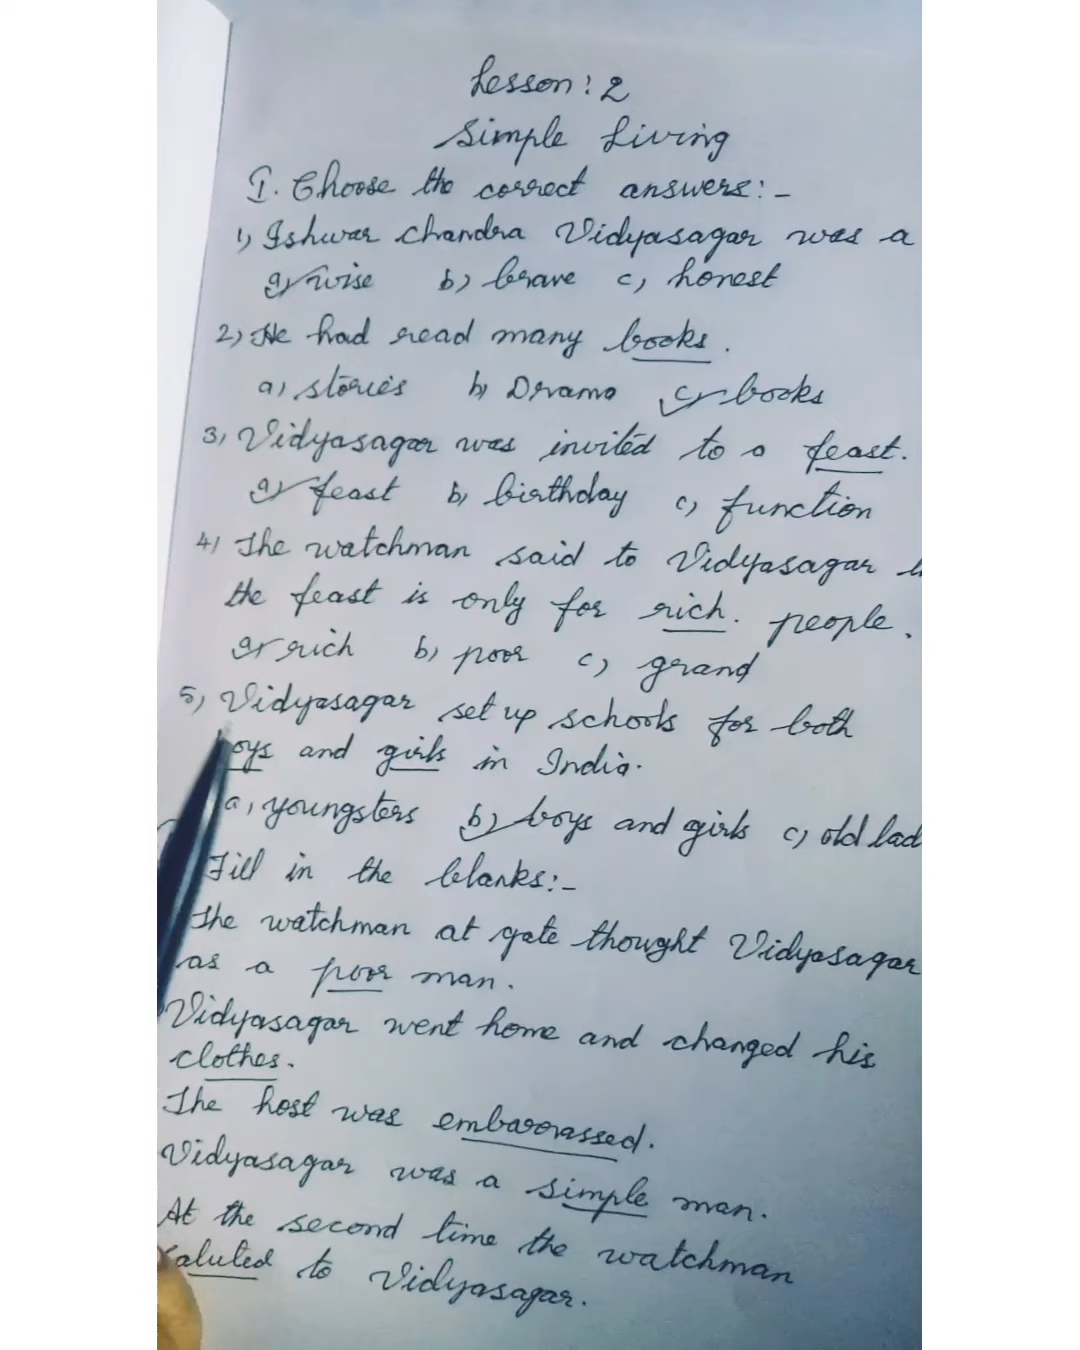 Lesson: 2
Simple Living
I. Choose the correct answers:-
1) Ishwar chandra Vidyasagar was a
a) wise b) brave c) honest
2) He had read many books.
a) stories b) Drama c) books
3) Vidyasagar was invited to a feast.
a) feast b) birthday c) function
4) The watchman said to Vidyasagar
the feast is only for rich. people.
a) rich b) poor c) grand
5) Vidyasagar set up schools for both
oys and girls in India.
a) youngsters b) boys and girls c) old lad
Fill in the blanks:-
The watchman at gate thought Vidyasagar
as a poor man.
Vidyasagar went home and changed his
clothes.
The host was embarrassed.
Vidyasagar was a simple man.
At the second time the watchman
saluted to Vidyasagar.